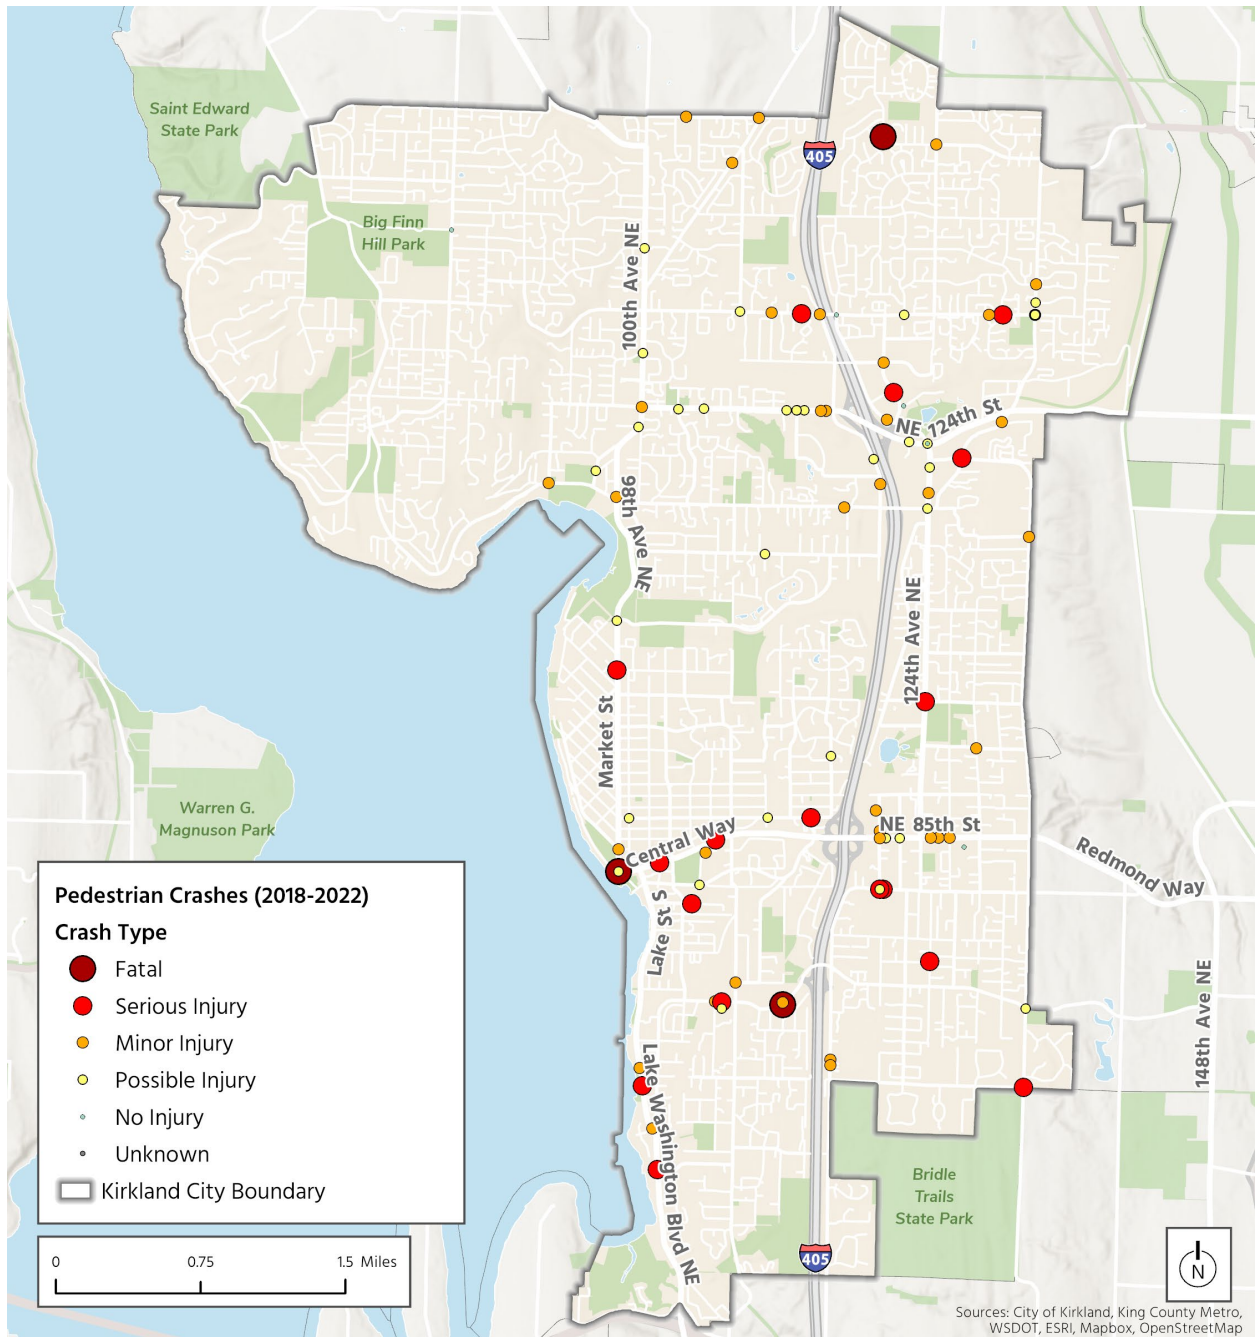 Saint Edward
State Park
405
Big Finn
Hill Park
100th Ave NE
NE 124th St
98th Ave NE
124th Ave NE
Market St
Warren G.
Magnuson Park
Central Way
NE 85th St
Redmond Way
Lake St S
148th Ave NE
Lake Washington Blvd NE
Bridle
Trails
State Park
405
Pedestrian Crashes (2018-2022)
Crash Type
Fatal
Serious Injury
Minor Injury
Possible Injury
No Injury
Unknown
Kirkland City Boundary
0 0.75 1.5 Miles
N
Sources: City of Kirkland, King County Metro,
WSDOT, ESRI, Mapbox, OpenStreetMap